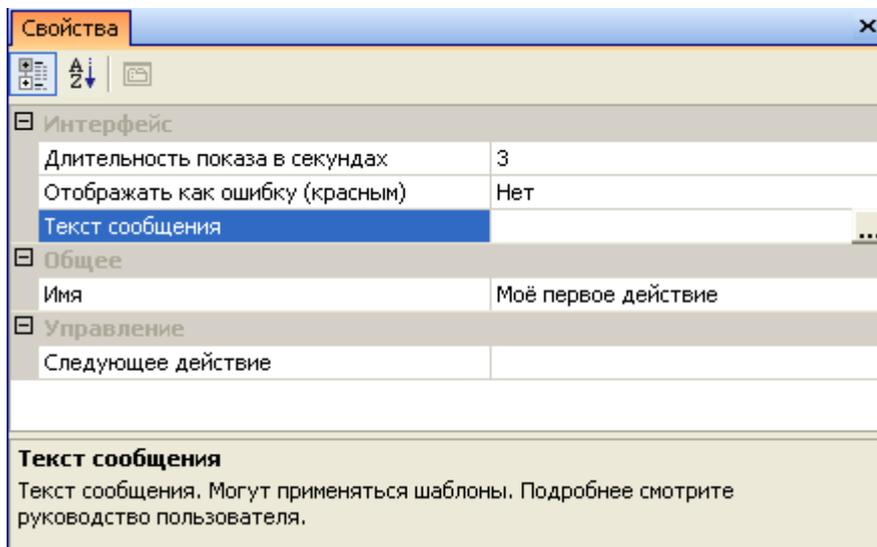 Свойства
Интерфейс
Длительность показа в секундах 3
Отображать как ошибку (красным) Нет
Текст сообщения ...
Общее
Имя Моё первое действие
Управление
Следующее действие
Текст сообщения
Текст сообщения. Могут применяться шаблоны. Подробнее смотрите
руководство пользователя.